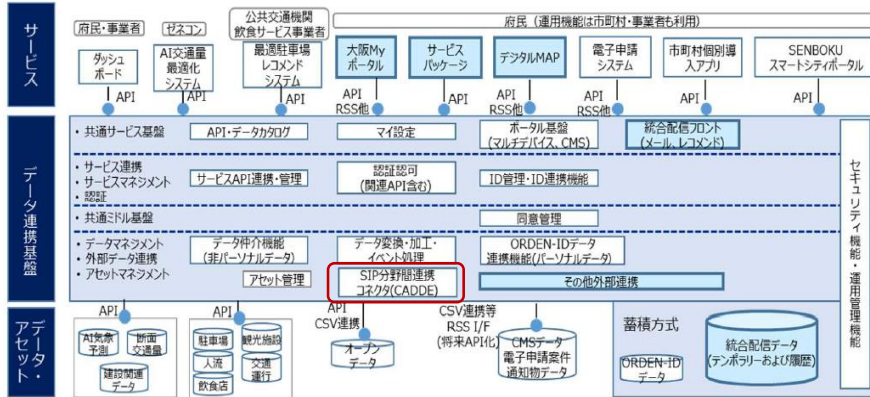 サービス
府民・事業者
ゼネコン
公共交通機関
飲食サービス事業者
府民（運用機能は市町村・事業者も利用）
ダッシュ
ボード
AI交通量
最適化
システム
最適駐車場
レコメンド
システム
大阪My
ポータル
サービス
パッケージ
デジタルMAP
電子申請
システム
市町村個別導
入アプリ
SENBOKU
スマートシティポータル
API
API
API
API
RSS他
API
API
RSS他
API
RSS他
API
API
データ連携基盤
・共通サービス基盤
API・データカタログ
マイ設定
ポータル基盤
(マルチデバイス、CMS)
統合配信フロント
(メール、レコメンド)
・サービス連携
・サービスマネジメント
・認証
サービスAPI連携・管理
認証認可
(関連API含む)
ID管理・ID連携機能
・共通ミドル基盤
同意管理
・データマネジメント
・外部データ連携
・アセットマネジメント
データ仲介機能
(非パーソナルデータ)
データ変換・加工・
イベント処理
ORDEN-IDデータ
連携機能(パーソナルデータ)
アセット管理
SIP分野間連携
コネクタ(CADDE)
その他外部連携
セキュリティ機能・運用管理機能
データ・
アセット
API
API
API
CSV連携
CSV連携等
RSS I/F
(将来API化)
AI気象
予測
断面
交通量
建設関連
データ
駐車場
観光施設
人流
交通
運行
飲食店
オープン
データ
CMSデータ
電子申請案件
通知物データ
蓄積方式
ORDEN-ID
データ
統合配信データ
(テンポラリーおよび履歴)